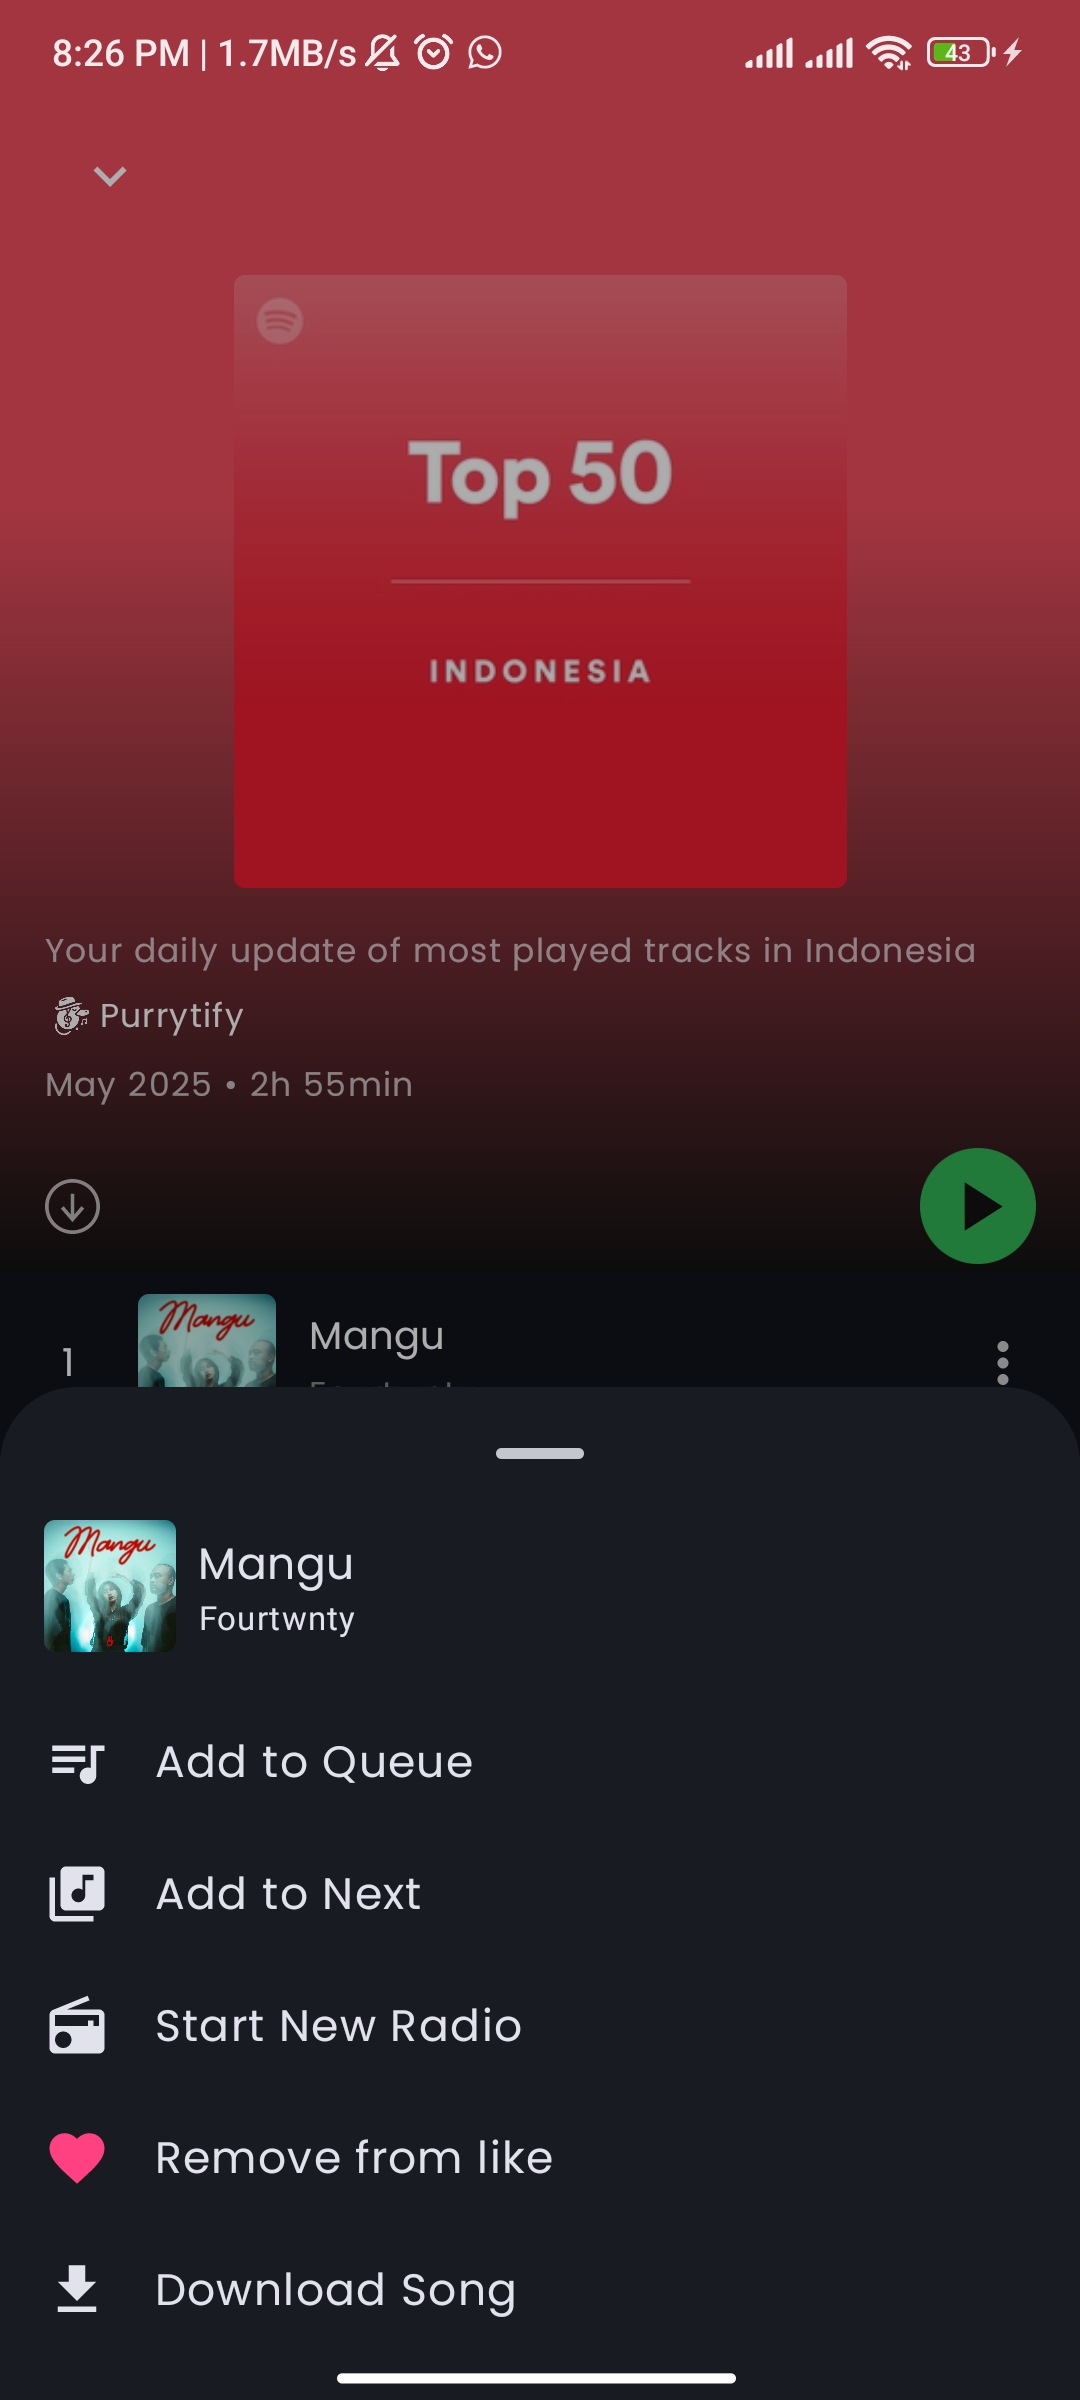 8:26 PM | 1.7MB/s
43
Top 50
INDONESIA
Your daily update of most played tracks in Indonesia
Purrytify
May 2025 • 2h 55min
Mangu
1
Mangu
Mangu
Mangu
Fourtwnty
Add to Queue
Add to Next
Start New Radio
Remove from like
Download Song